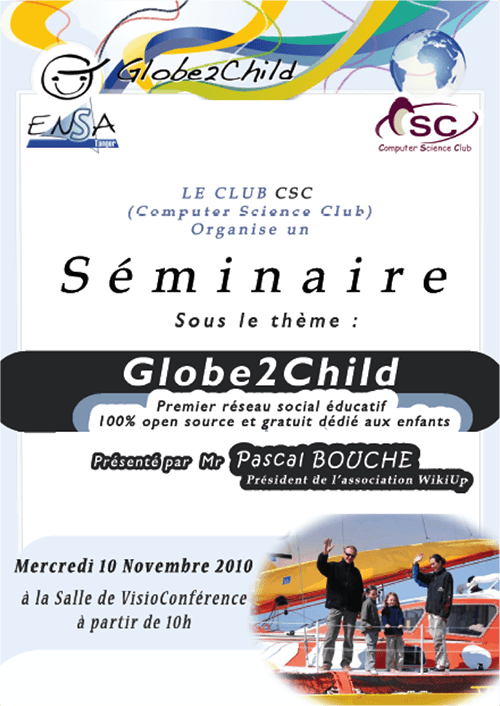 Globe2Child
ENSA
Tanger
CSC
Computer Science Club
LE CLUB CSC
(Computer Science Club)
Organise un
Séminaire
Sous le thème :
Globe2Child
Premier réseau social éducatif
100% open source et gratuit dédié aux enfants
Présenté par Mr Pascal BOUCHE
Président de l'association WikiUp
Mercredi 10 Novembre 2010
à la Salle de VisioConférence
à partir de 10h